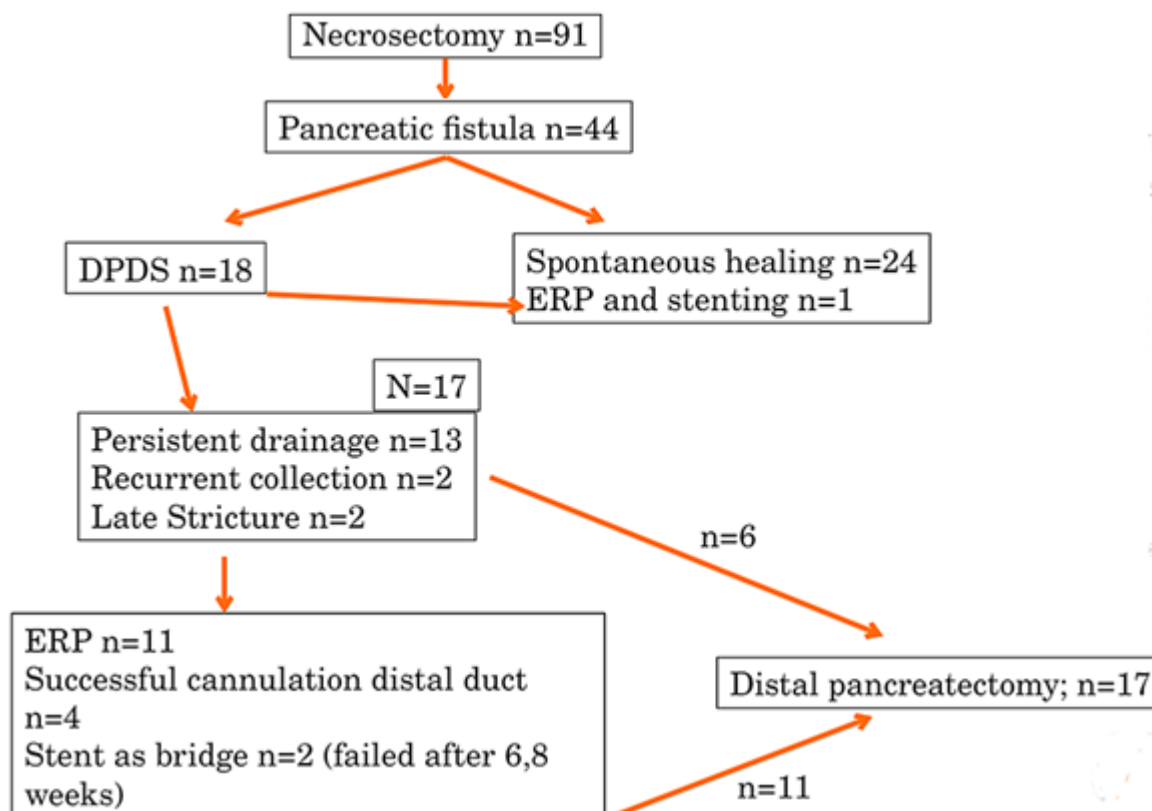 Necrosectomy n=91
Pancreatic fistula n=44
DPDS n=18
Spontaneous healing n=24
ERP and stenting n=1
N=17
Persistent drainage n=13
Recurrent collection n=2
Late Stricture n=2
n=6
ERP n=11
Successful cannulation distal duct
n=4
Stent as bridge n=2 (failed after 6,8
weeks)
Distal pancreatectomy; n=17
n=11